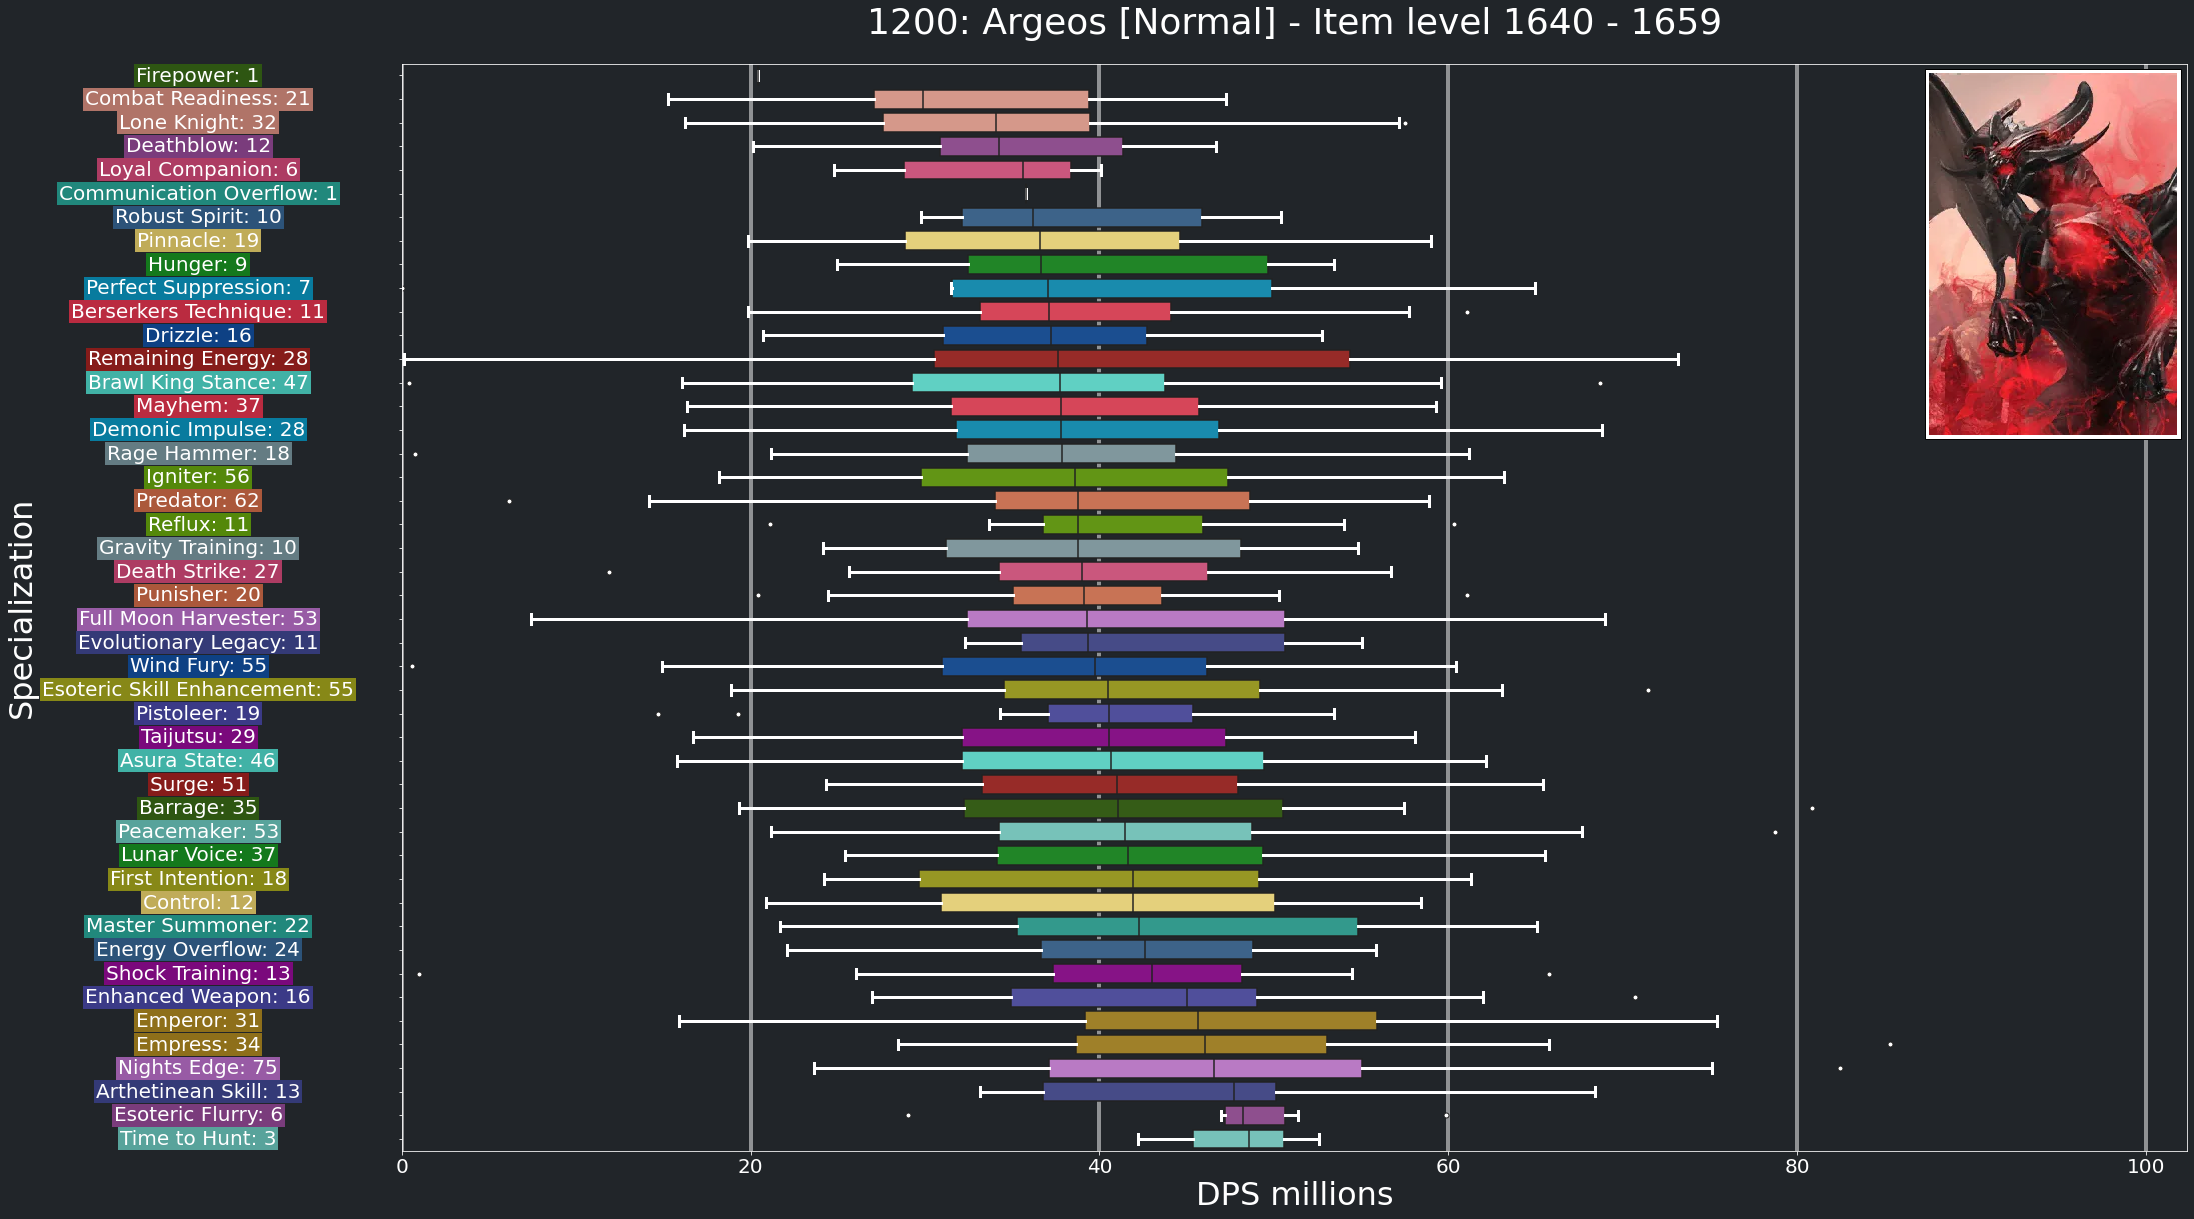 1200: Argeos [Normal] - Item level 1640 - 1659
Specialization
Firepower: 1
Combat Readiness: 21
Lone Knight: 32
Deathblow: 12
Loyal Companion: 6
Communication Overflow: 1
Robust Spirit: 10
Pinnacle: 19
Hunger: 9
Perfect Suppression: 7
Berserkers Technique: 11
Drizzle: 16
Remaining Energy: 28
Brawl King Stance: 47
Mayhem: 37
Demonic Impulse: 28
Rage Hammer: 18
Igniter: 56
Predator: 62
Reflux: 11
Gravity Training: 10
Death Strike: 27
Punisher: 20
Full Moon Harvester: 53
Evolutionary Legacy: 11
Wind Fury: 55
Esoteric Skill Enhancement: 55
Pistoleer: 19
Taijutsu: 29
Asura State: 46
Surge: 51
Barrage: 35
Peacemaker: 53
Lunar Voice: 37
First Intention: 18
Control: 12
Master Summoner: 22
Energy Overflow: 24
Shock Training: 13
Enhanced Weapon: 16
Emperor: 31
Empress: 34
Nights Edge: 75
Arthetinean Skill: 13
Esoteric Flurry: 6
Time to Hunt: 3
0 20 40 60 80 100
DPS millions